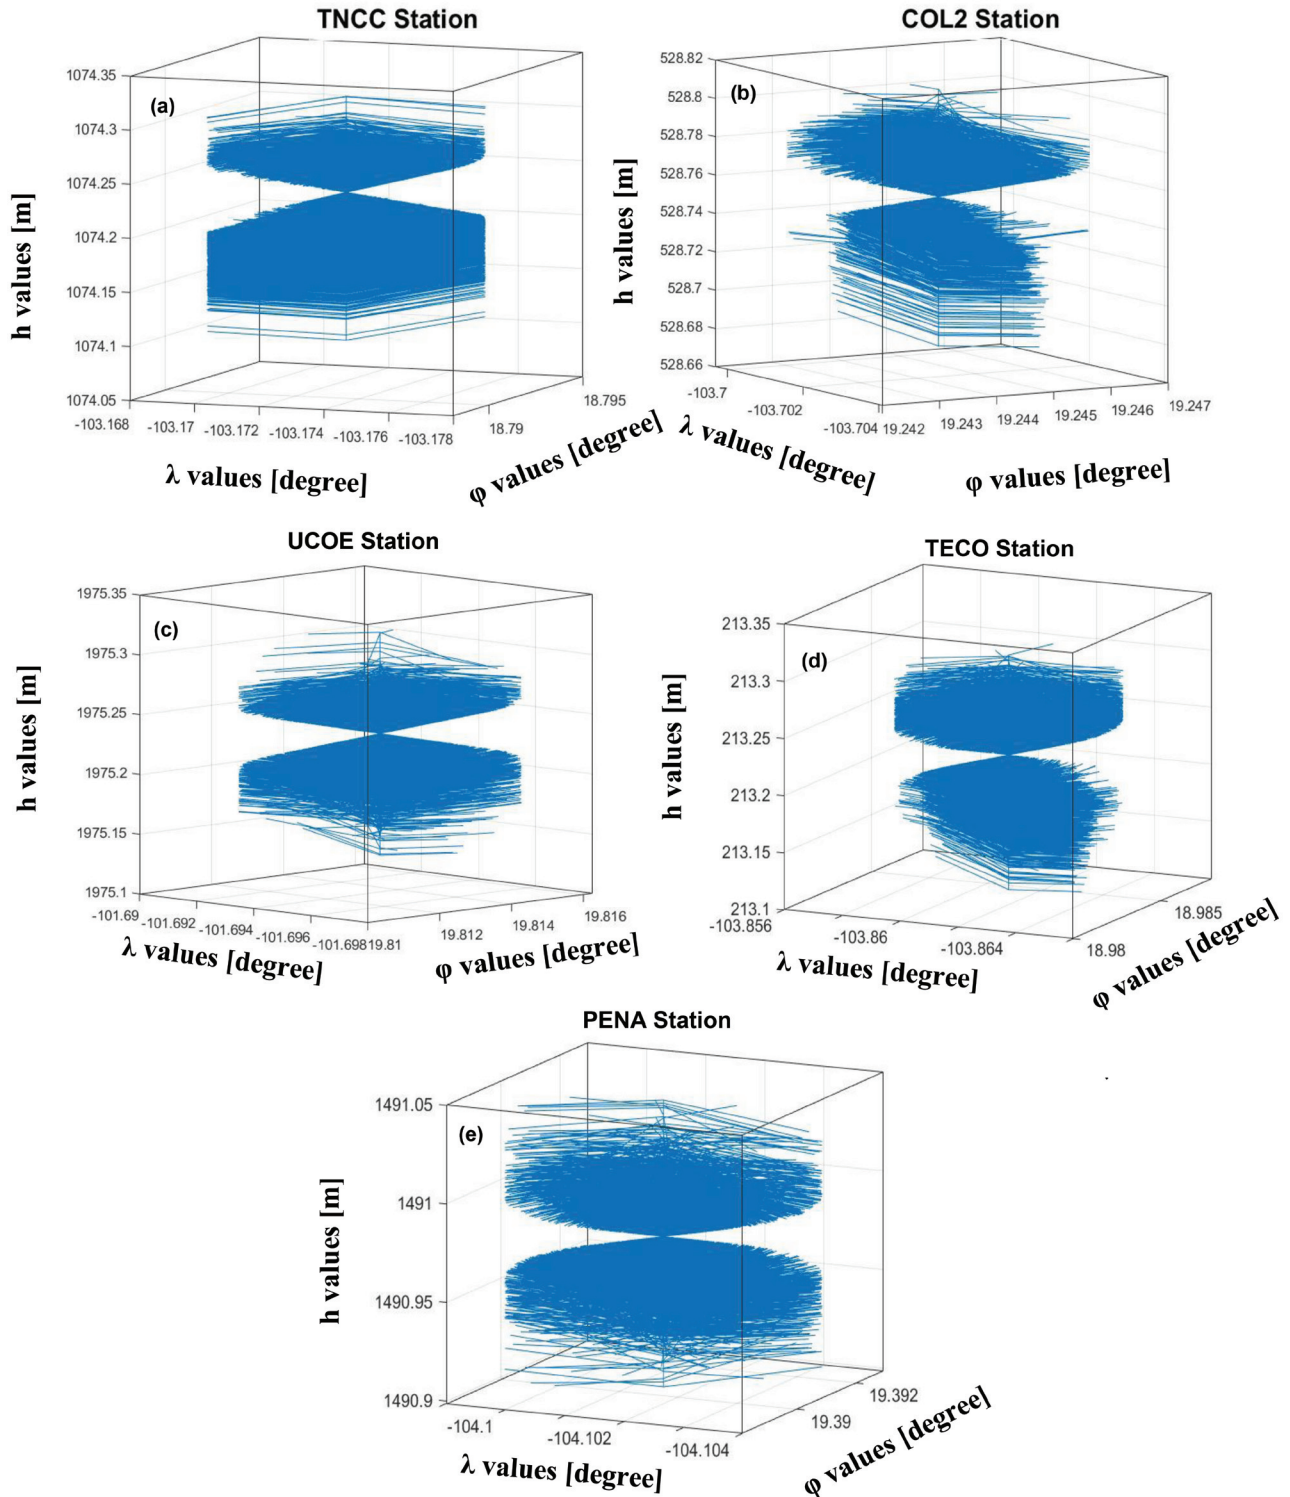 TNCC Station
(a)
h values [m]
1074.35
1074.3
1074.25
1074.2
1074.15
1074.1
1074.05
-103.168
-103.17
-103.172
-103.174
-103.176
-103.178
18.79
18.795
λ values [degree]
φ values [degree]
COL2 Station
(b)
h values [m]
528.82
528.8
528.78
528.76
528.74
528.72
528.7
528.68
528.66
-103.7
-103.702
-103.704
19.242
19.243
19.244
19.245
19.246
19.247
λ values [degree]
φ values [degree]
UCOE Station
(c)
h values [m]
1975.35
1975.3
1975.25
1975.2
1975.15
1975.1
-101.69
-101.692
-101.694
-101.696
-101.698
19.81
19.812
19.814
19.816
λ values [degree]
φ values [degree]
TECO Station
(d)
h values [m]
213.35
213.3
213.25
213.2
213.15
213.1
-103.856
-103.86
-103.864
18.98
18.985
λ values [degree]
φ values [degree]
PENA Station
(e)
h values [m]
1491.05
1491
1490.95
1490.9
-104.1
-104.102
-104.104
19.39
19.392
λ values [degree]
φ values [degree]